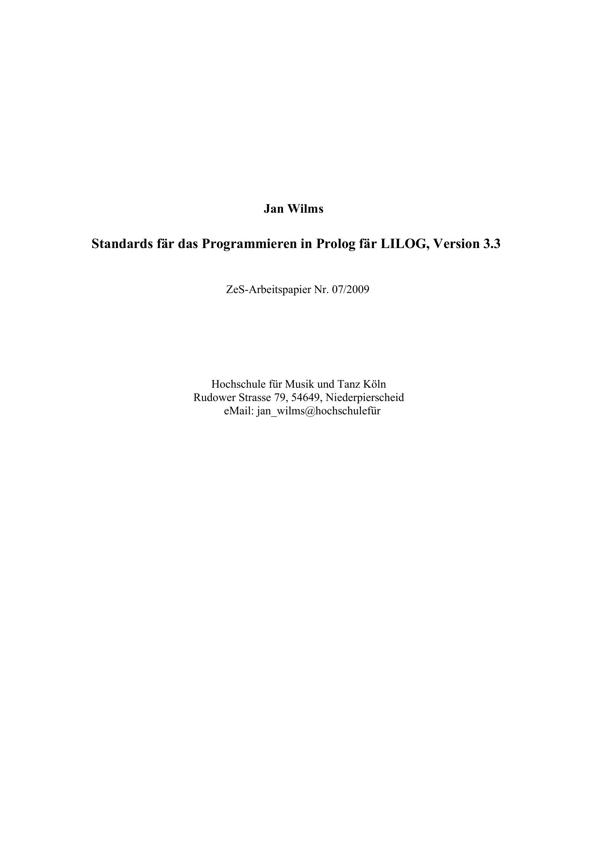 Jan Wilms
Standards fär das Programmieren in Prolog fär LILOG, Version 3.3
ZeS-Arbeitspapier Nr. 07/2009
Hochschule für Musik und Tanz Köln
Rudower Strasse 79, 54649, Niederpierscheid
eMail: jan_wilms@hochschulefür